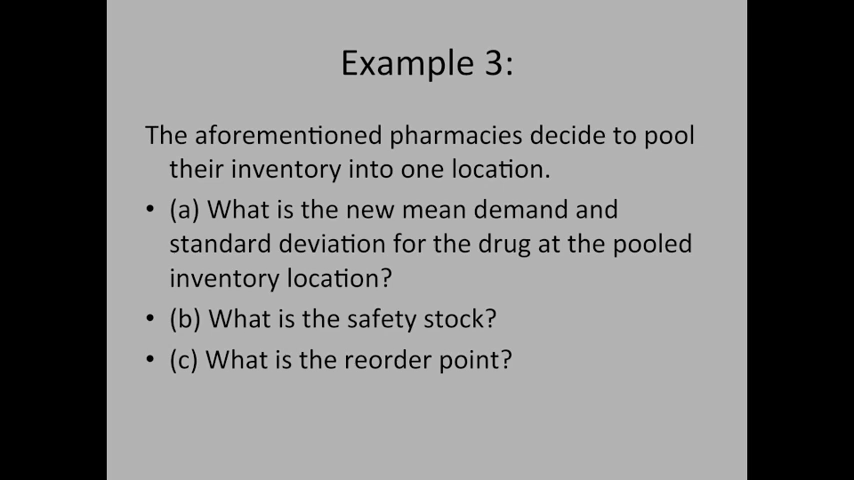 Example 3:
The aforementioned pharmacies decide to pool
their inventory into one location.
• (a) What is the new mean demand and
standard deviation for the drug at the pooled
inventory location?
• (b) What is the safety stock?
• (c) What is the reorder point?